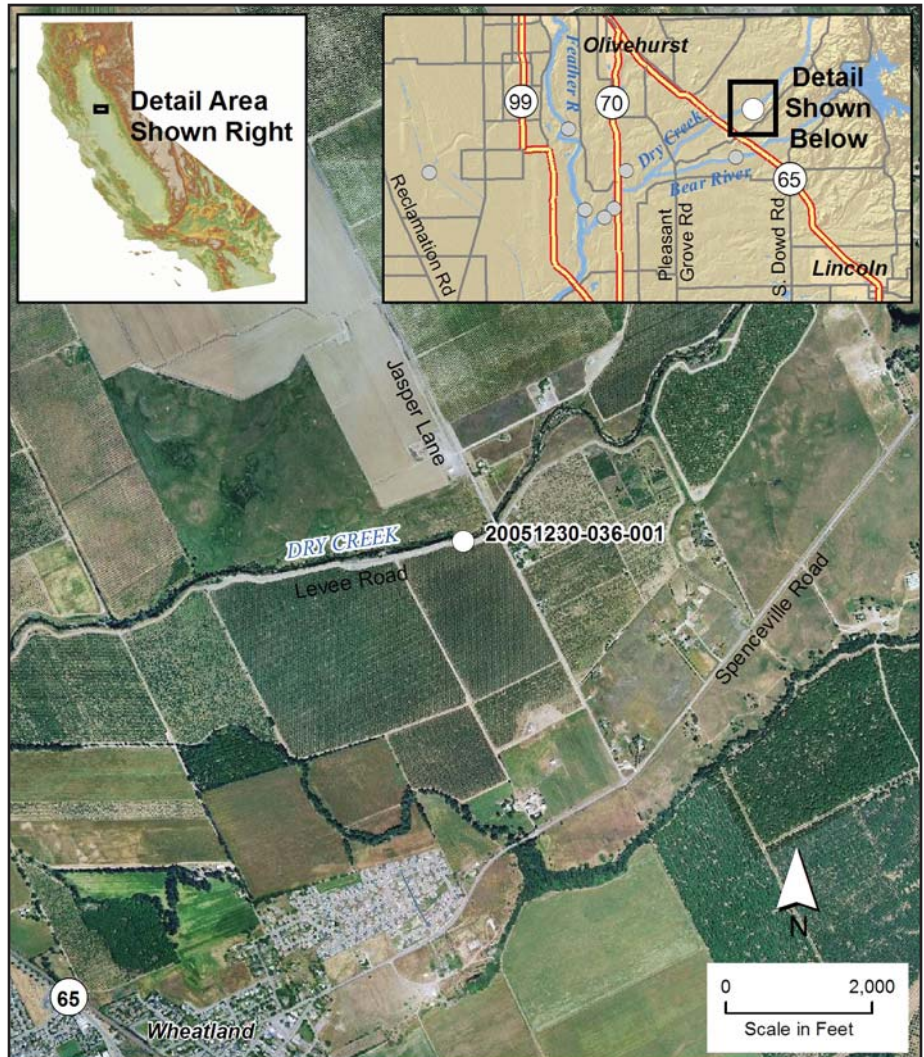 Detail Area
Shown Right
Olivehurst
Feather R.
99
70
Dry Creek
Detail
Shown
Below
Bear River
65
Reclamation Rd
Pleasant
Grove Rd
S. Dowd Rd
Lincoln
Jasper Lane
DRY CREEK
20051230-036-001
Levee Road
Spenceville Road
65
Wheatland
N
0 2,000
Scale in Feet